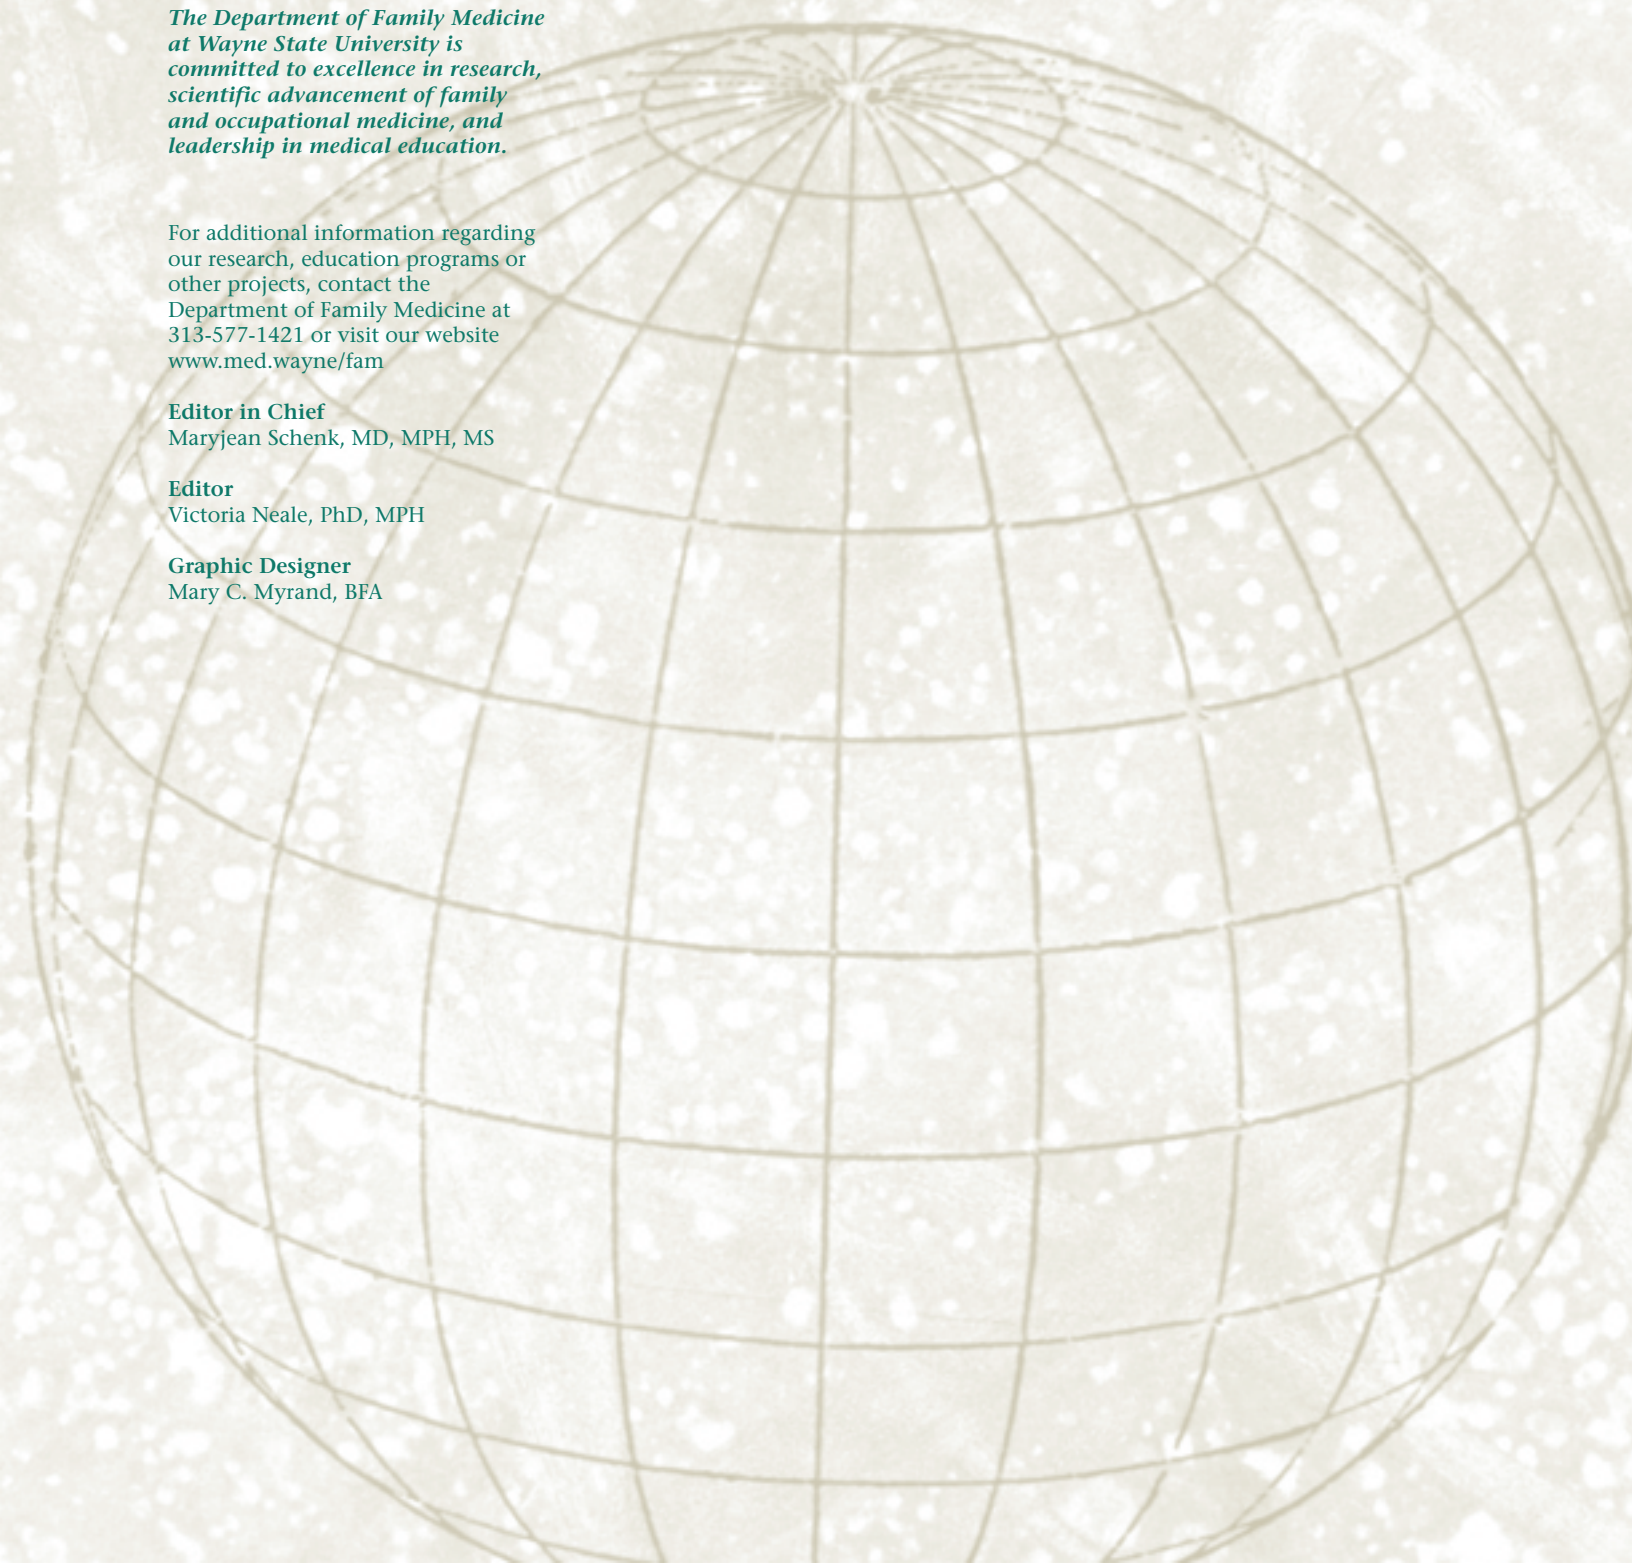 The Department of Family Medicine
at Wayne State University is
committed to excellence in research,
scientific advancement of family
and occupational medicine, and
leadership in medical education.
For additional information regarding
our research, education programs or
other projects, contact the
Department of Family Medicine at
313-577-1421 or visit our website
www.med.wayne/fam
Editor in Chief
Maryjean Schenk, MD, MPH, MS
Editor
Victoria Neale, PhD, MPH
Graphic Designer
Mary C. Myrand, BFA